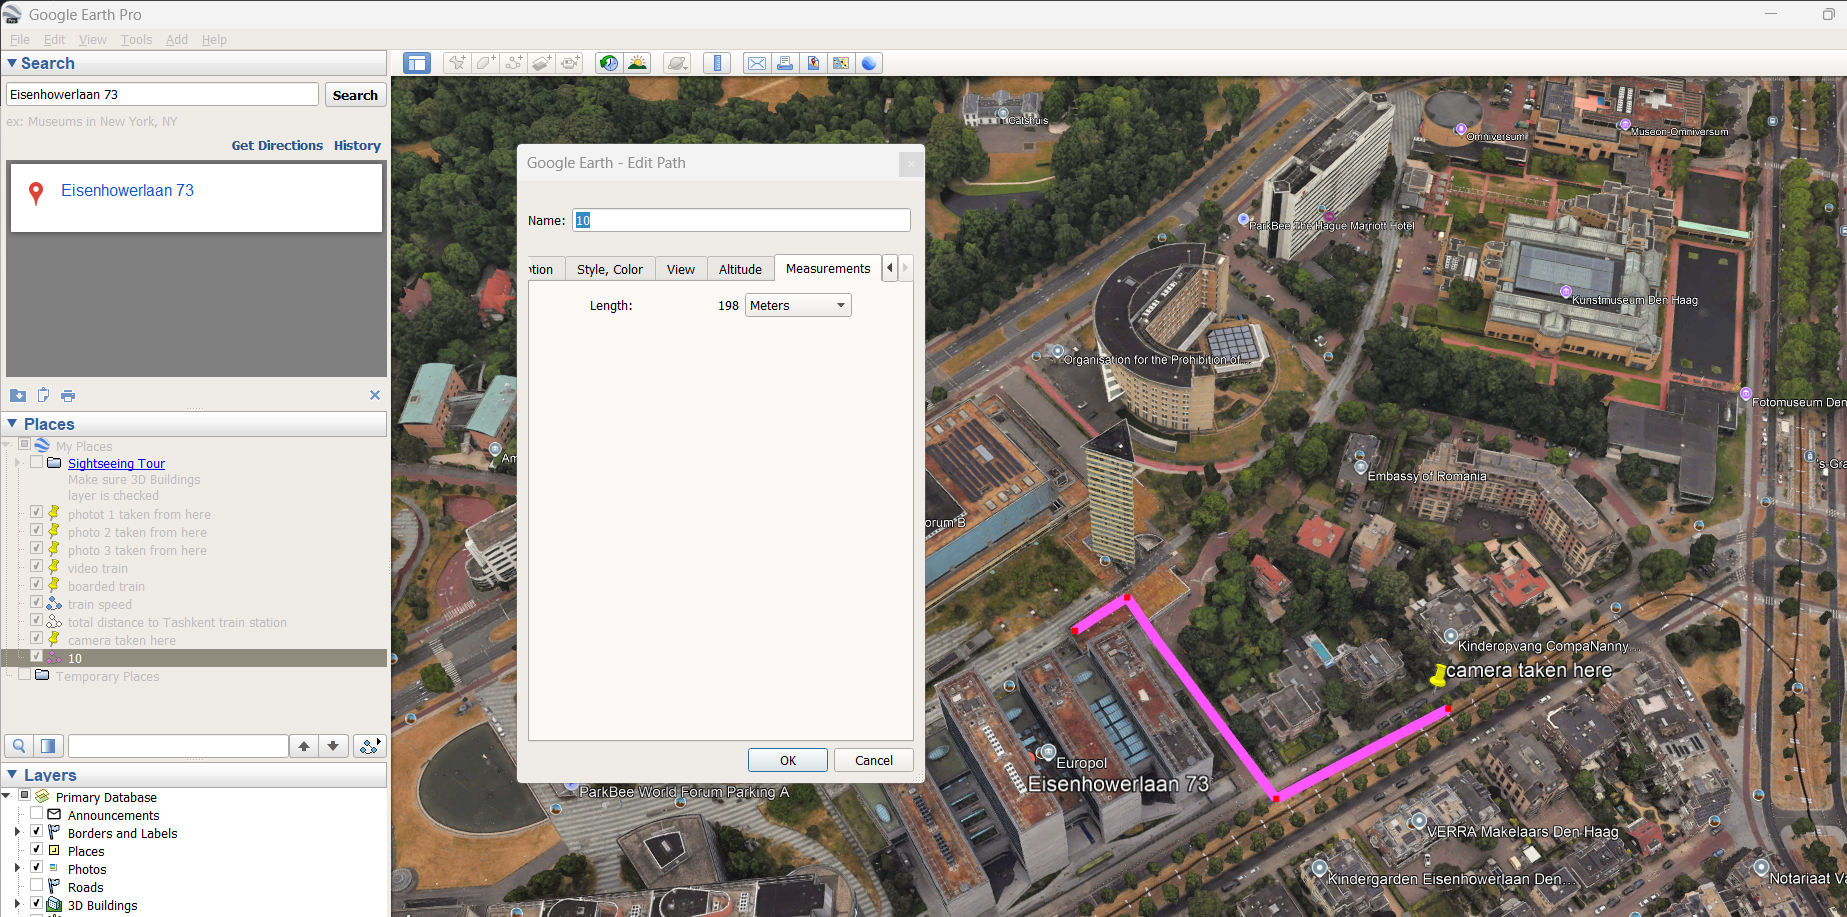 Google Earth Pro
File Edit View Tools Add Help
Search
Eisenhowerlaan 73
Search
ex: Museums in New York, NY
Get Directions History
Eisenhowerlaan 73
Places
My Places
Sightseeing Tour
Make sure 3D Buildings
layer is checked
photot 1 taken from here
photo 2 taken from here
photo 3 taken from here
video train
boarded train
train speed
total distance to Tashkent train station
camera taken here
10
Temporary Places
Layers
Primary Database
Announcements
Borders and Labels
Places
Photos
Roads
3D Buildings
Google Earth - Edit Path
Name: 10
ition Style, Color View Altitude Measurements
Length: 198 Meters
OK Cancel
Catshuis
Omniversum
Museon-Omniversum
ParkBee The Hague Marriott Hotel
Kunstmuseum Den Haag
Organisation for the Prohibition of...
Fotomuseum Den
Am
's-Gra
Embassy of Romania
orum B
Kinderopvang CompaNanny...
camera taken here
Europol
Eisenhowerlaan 73
ParkBee World Forum Parking A
VERRA Makelaars Den Haag
Kindergarden Eisenhowerlaan Den...
Notariaat Va